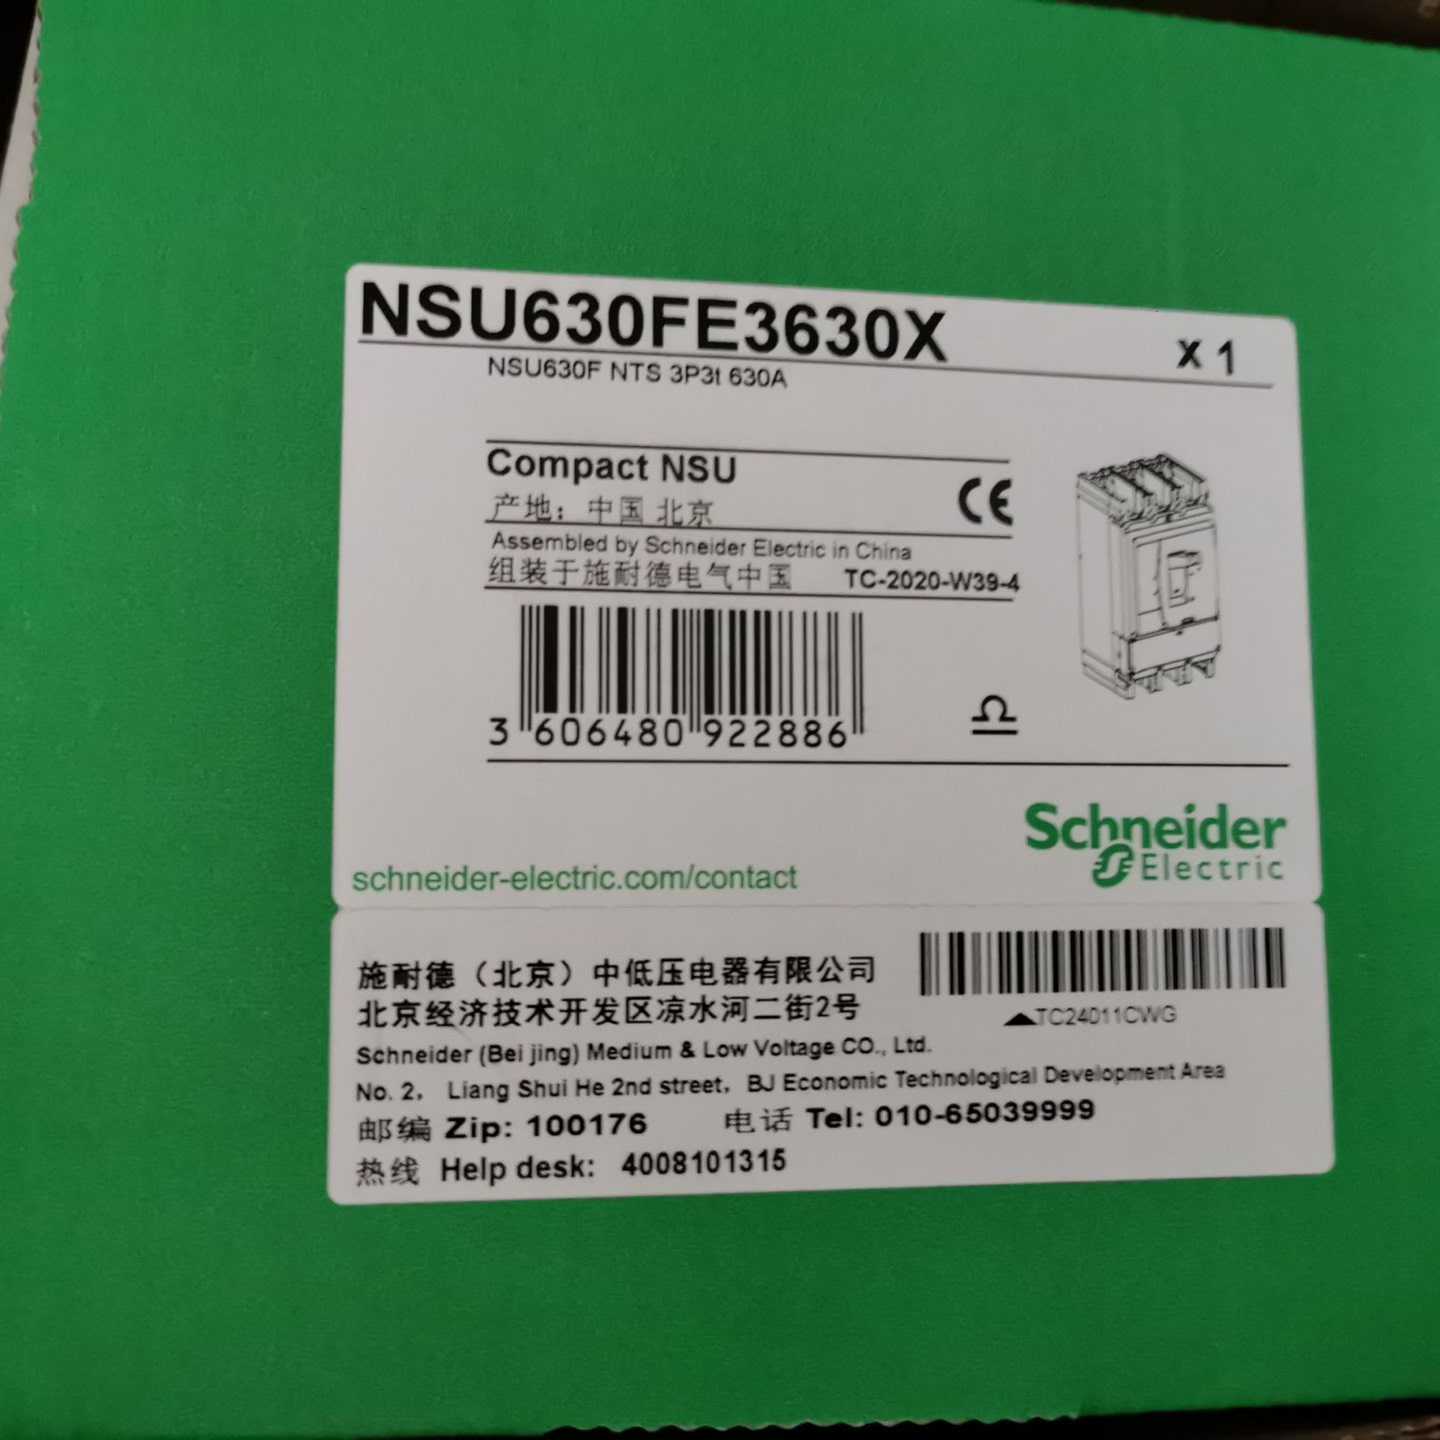 NSU630FE3630X x 1
NSU630F NTS 3P3t 630A
Compact NSU
产地：中国 北京
CE
Assembled by Schneider Electric in China
组装于施耐德电气中国 TC-2020-W39-4
3 606480 922886
Schneider
Electric
schneider-electric.com/contact
施耐德（北京）中低压电器有限公司
北京经济技术开发区凉水河二街2号
TC24011CWG
Schneider (Bei jing) Medium & Low Voltage CO., Ltd.
No. 2, Liang Shui He 2nd street, BJ Economic Technological Development Area
邮编 Zip: 100176 电话 Tel: 010-65039999
热线 Help desk: 4008101315